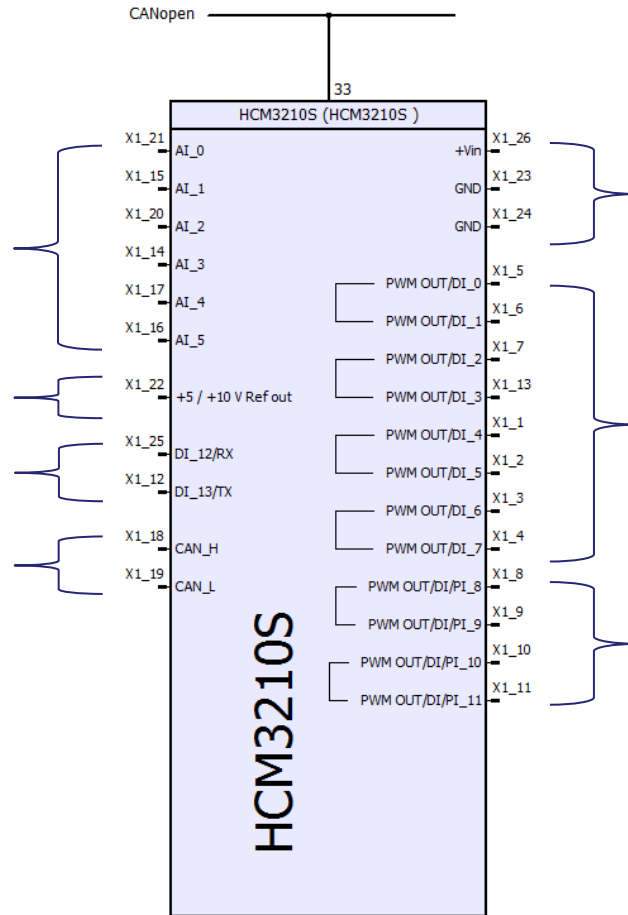 CANopen
33
HCM3210S (HCM3210S )
X1_21 AI_0
X1_15 AI_1
X1_20 AI_2
X1_14 AI_3
X1_17 AI_4
X1_16 AI_5
X1_22 +5 / +10 V Ref out
X1_25 DI_12/RX
X1_12 DI_13/TX
X1_18 CAN_H
X1_19 CAN_L
+Vin X1_26
GND X1_23
GND X1_24
PWM OUT/DI_0 X1_5
PWM OUT/DI_1 X1_6
PWM OUT/DI_2 X1_7
PWM OUT/DI_3 X1_13
PWM OUT/DI_4 X1_1
PWM OUT/DI_5 X1_2
PWM OUT/DI_6 X1_3
PWM OUT/DI_7 X1_4
PWM OUT/DI/PI_8 X1_8
PWM OUT/DI/PI_9 X1_9
PWM OUT/DI/PI_10 X1_10
PWM OUT/DI/PI_11 X1_11
HCM3210S